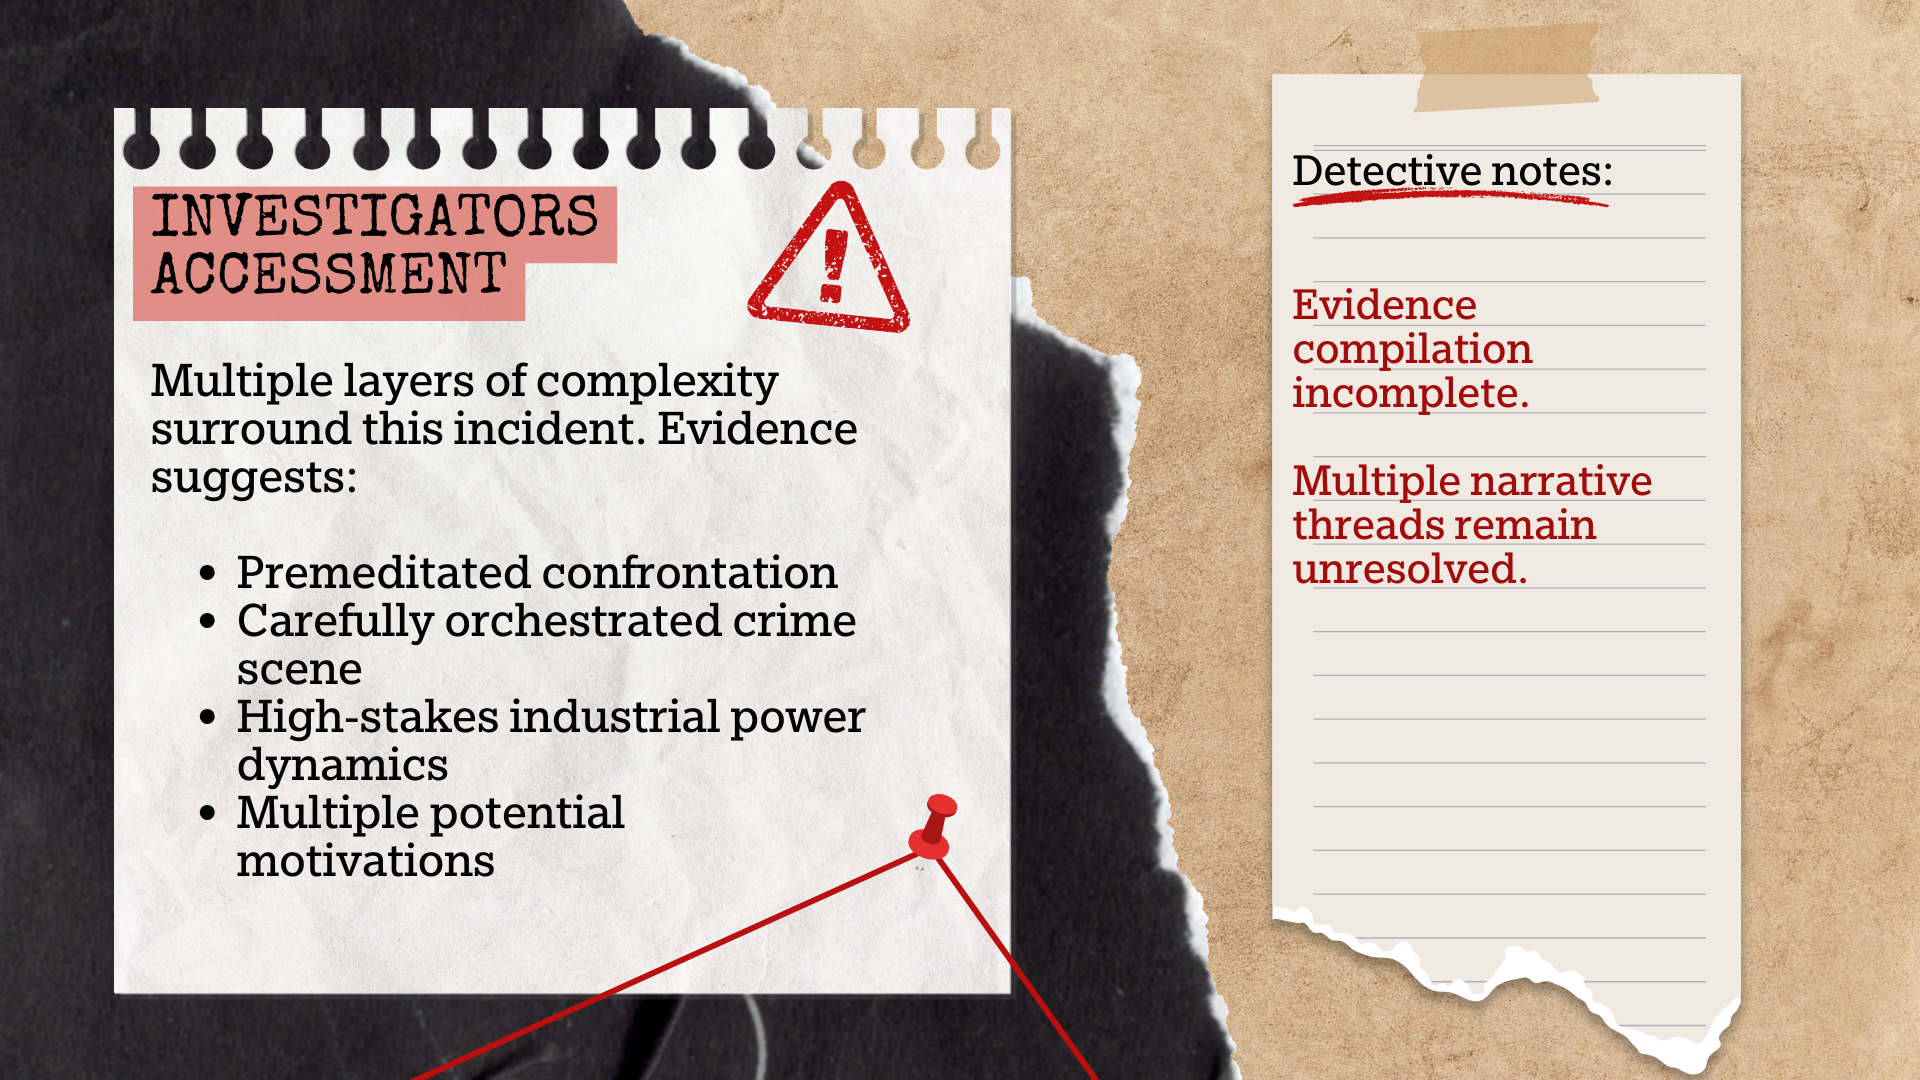 INVESTIGATORS
ACCESSMENT
Multiple layers of complexity
surround this incident. Evidence
suggests:
• Premeditated confrontation
• Carefully orchestrated crime
scene
• High-stakes industrial power
dynamics
• Multiple potential
motivations
Detective notes:
Evidence
compilation
incomplete.
Multiple narrative
threads remain
unresolved.